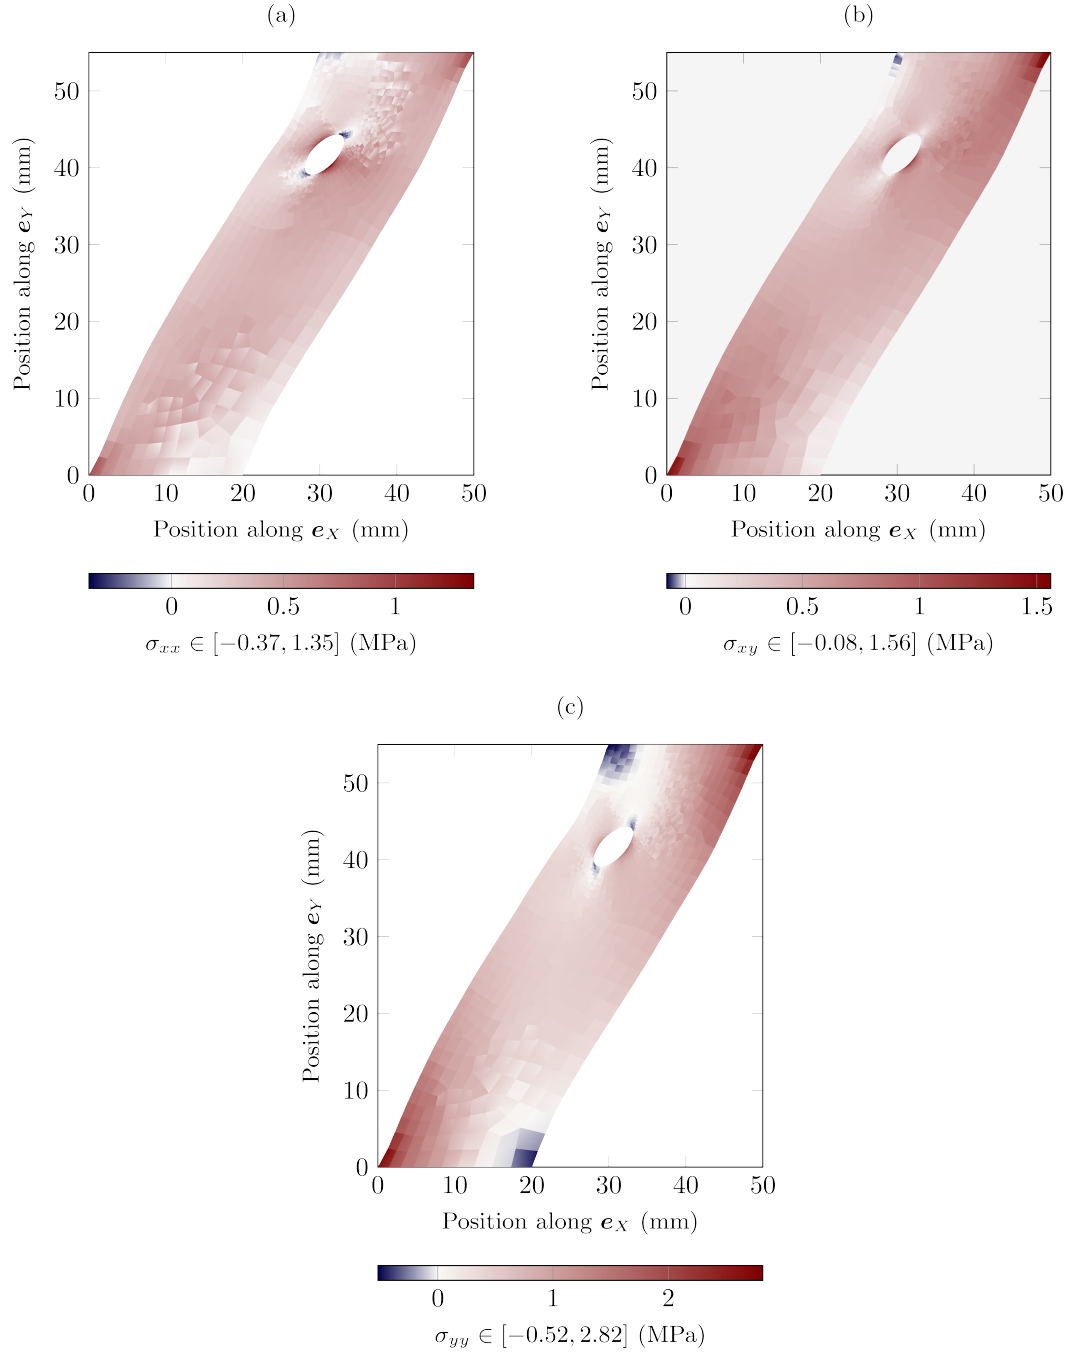 (a)
50
40
30
20
10
0
Position along e_Y (mm)
0 10 20 30 40 50
Position along e_X (mm)
0 0.5 1
σ_xx ∈ [−0.37, 1.35] (MPa)
(b)
50
40
30
20
10
0
Position along e_Y (mm)
0 10 20 30 40 50
Position along e_X (mm)
0 0.5 1 1.5
σ_xy ∈ [−0.08, 1.56] (MPa)
(c)
50
40
30
20
10
0
Position along e_Y (mm)
0 10 20 30 40 50
Position along e_X (mm)
0 1 2
σ_yy ∈ [−0.52, 2.82] (MPa)